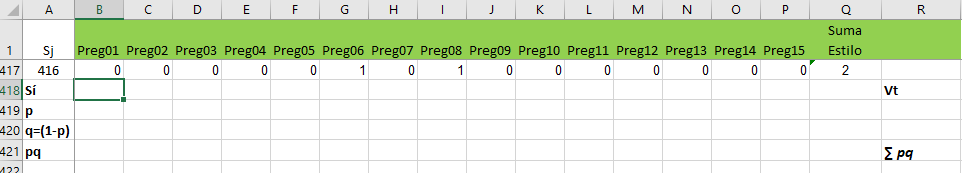 A B C D E F G H I J K L M N O P Q R
1 Sj Preg01 Preg02 Preg03 Preg04 Preg05 Preg06 Preg07 Preg08 Preg09 Preg10 Preg11 Preg12 Preg13 Preg14 Preg15 Suma Estilo
417 416 0 0 0 0 0 1 0 1 0 0 0 0 0 0 0 2
418 Sí Vt
419 p
420 q=(1-p)
421 pq ∑ pq
422